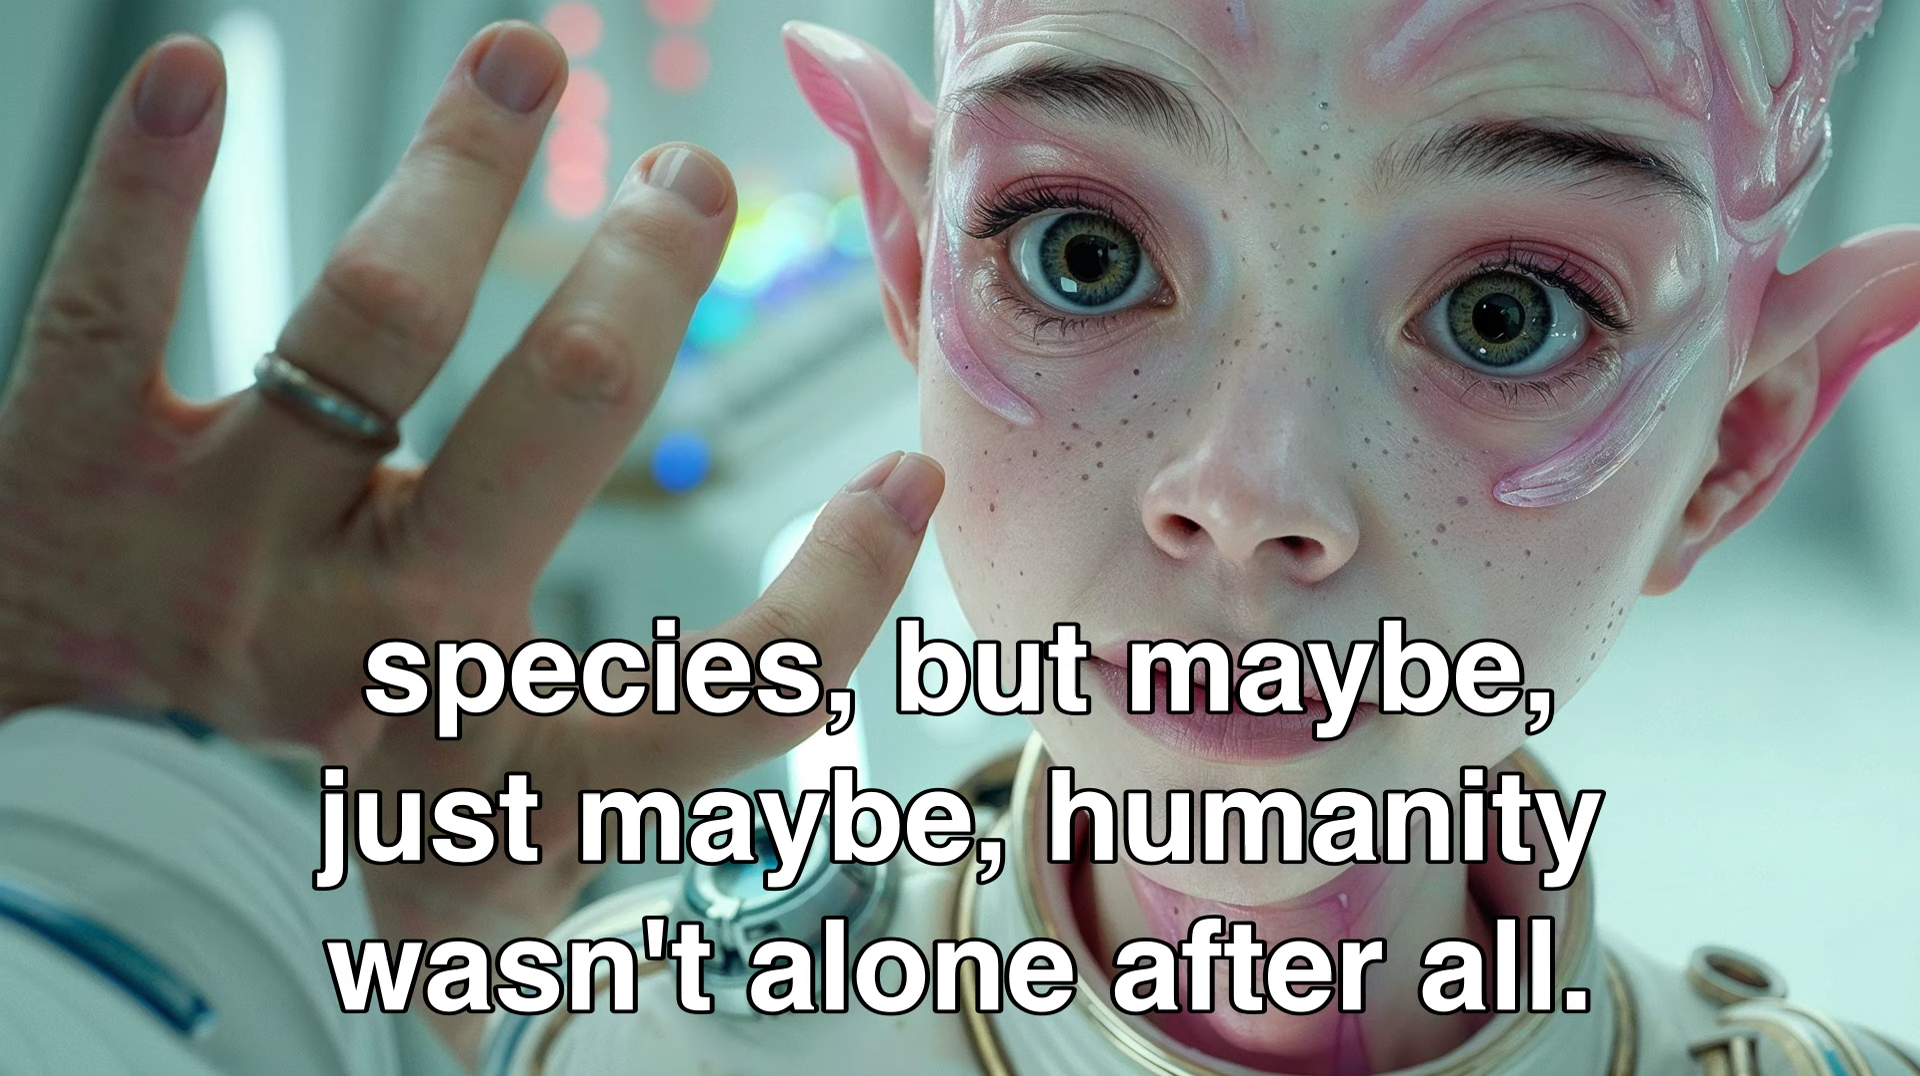 species, but maybe,
just maybe, humanity
wasn't alone after all.